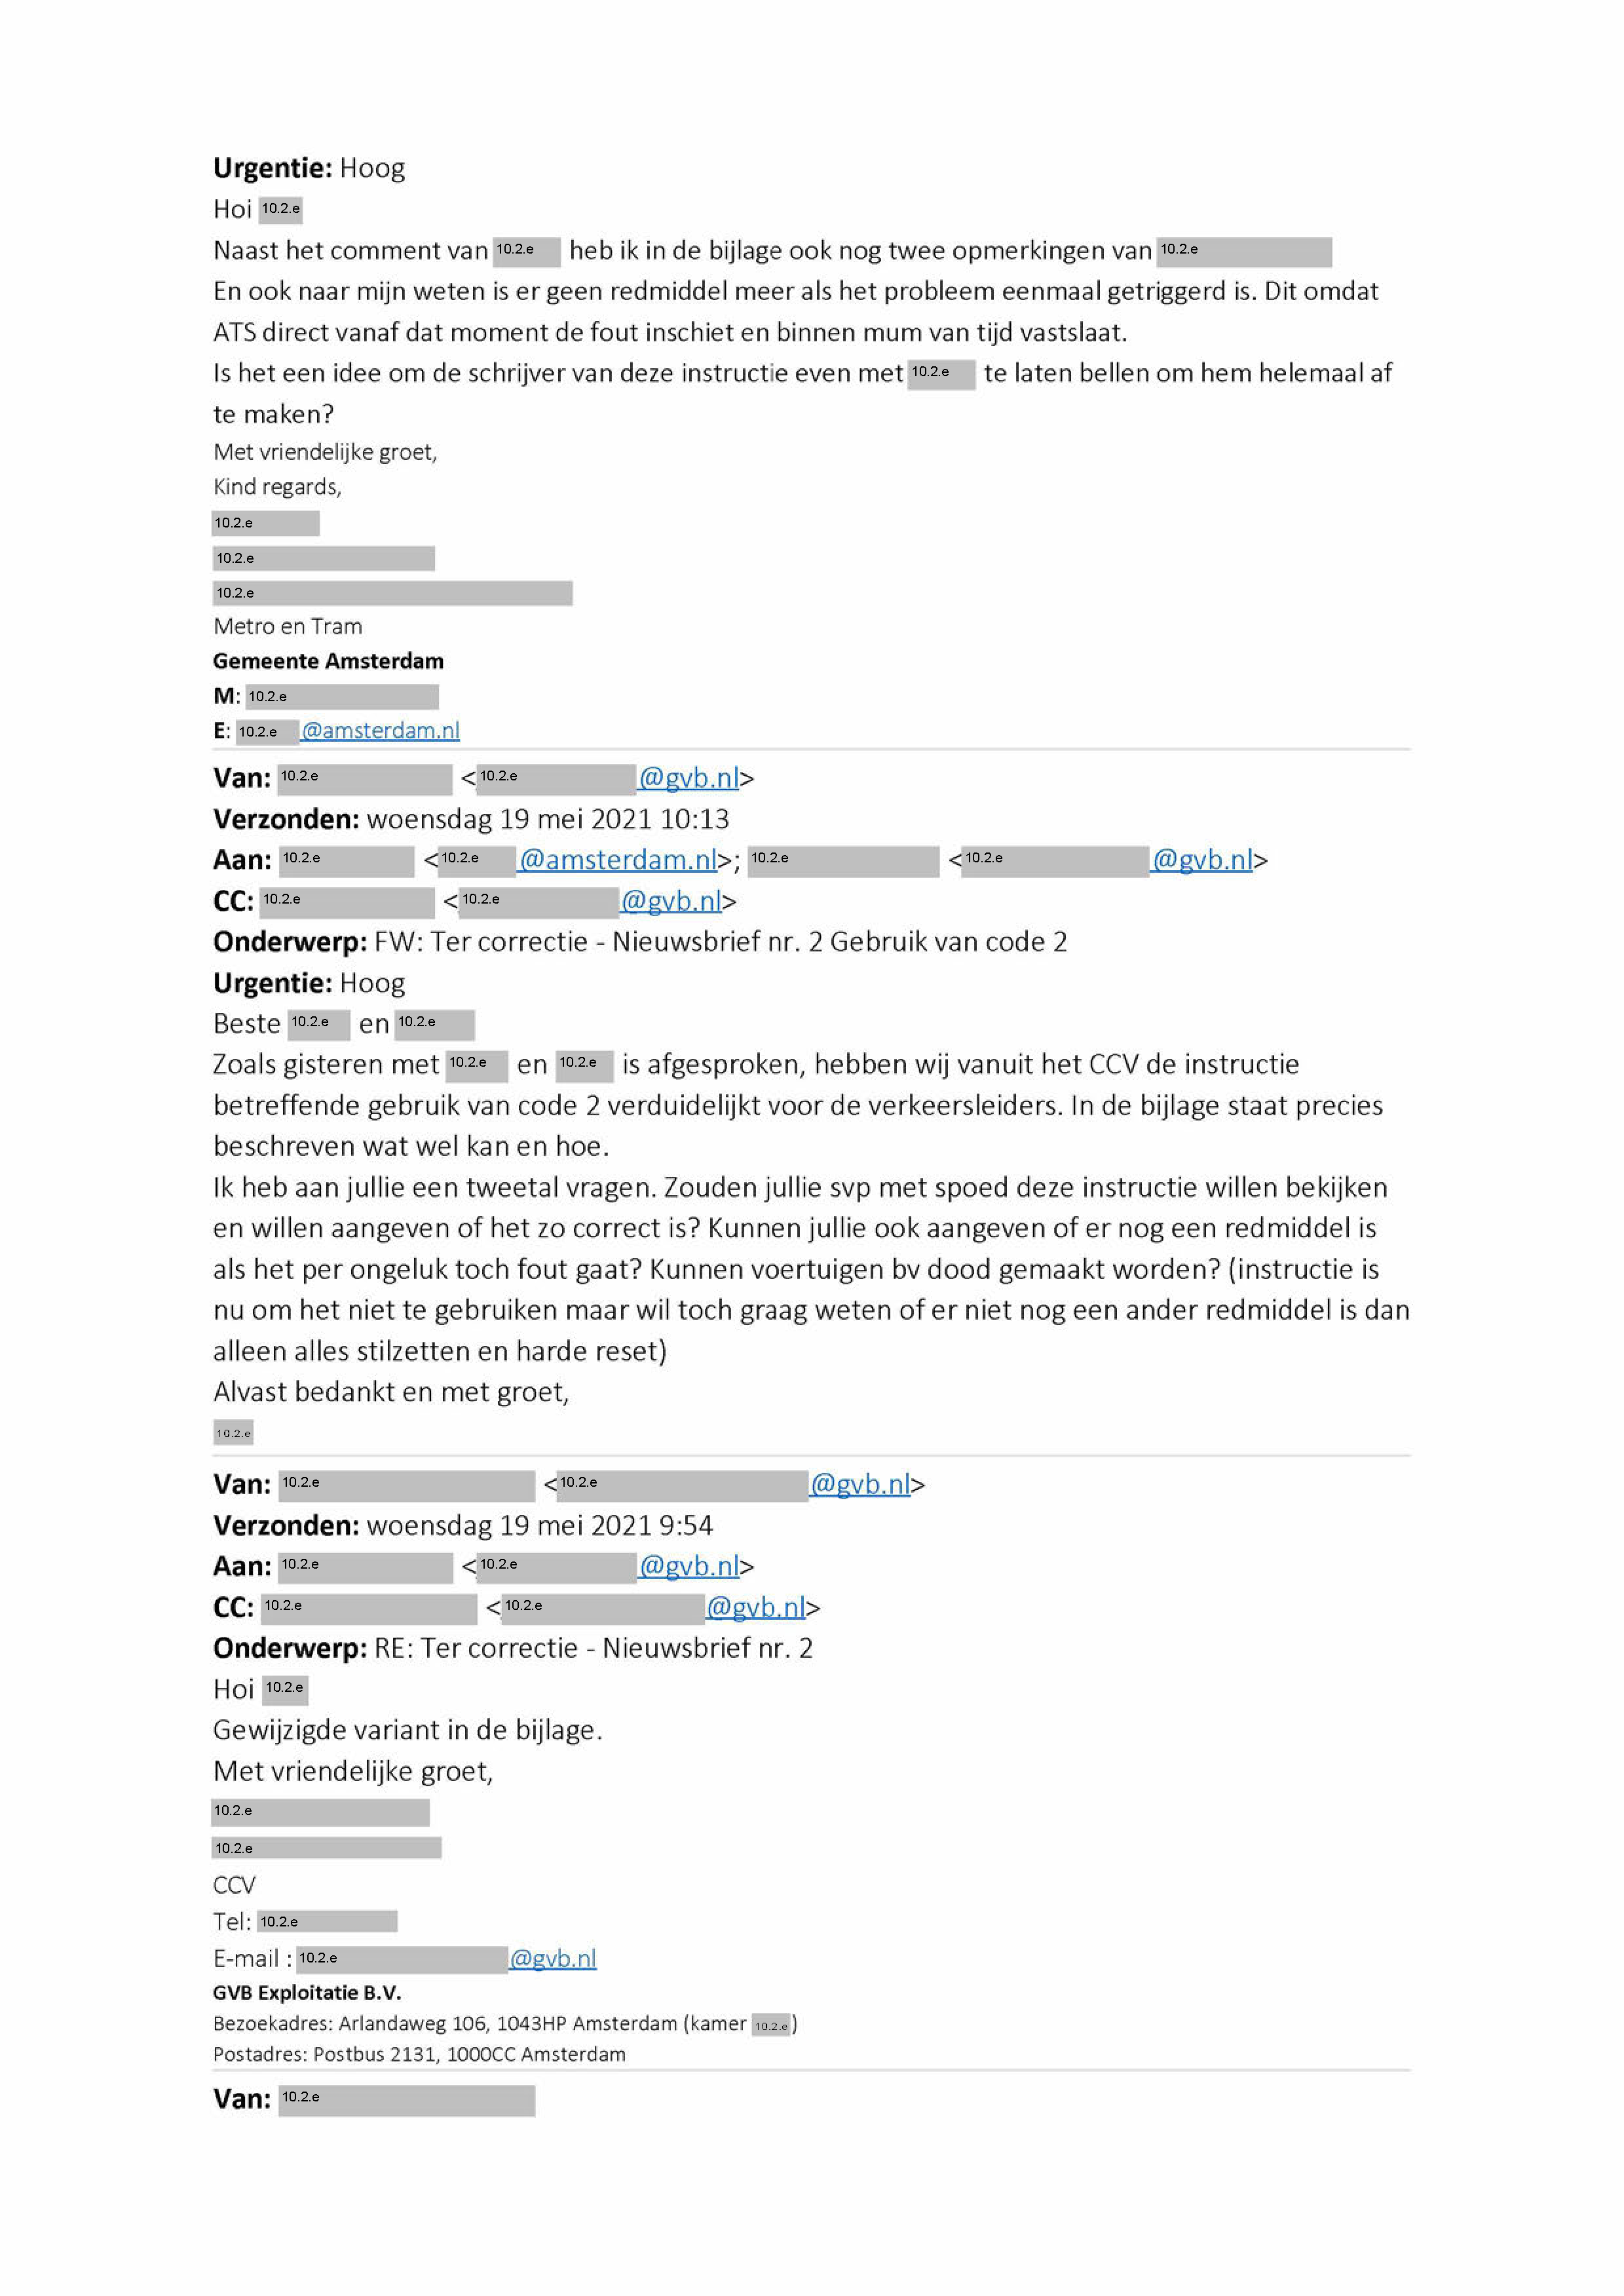 Urgentie: Hoog
Hoi 10.2.e
Naast het comment van 10.2.e heb ik in de bijlage ook nog twee opmerkingen van 10.2.e
En ook naar mijn weten is er geen redmiddel meer als het probleem eenmaal getriggerd is. Dit omdat
ATS direct vanaf dat moment de fout inschiet en binnen mum van tijd vastslaat.
Is het een idee om de schrijver van deze instructie even met 10.2.e te laten bellen om hem helemaal af
te maken?
Met vriendelijke groet,
Kind regards,
10.2.e
10.2.e
10.2.e
Metro en Tram
Gemeente Amsterdam
M: 10.2.e
E: 10.2.e @amsterdam.nl
Van: 10.2.e <10.2.e @gvb.nl>
Verzonden: woensdag 19 mei 2021 10:13
Aan: 10.2.e <10.2.e @amsterdam.nl>; 10.2.e <10.2.e @gvb.nl>
CC: 10.2.e <10.2.e @gvb.nl>
Onderwerp: FW: Ter correctie - Nieuwsbrief nr. 2 Gebruik van code 2
Urgentie: Hoog
Beste 10.2.e en 10.2.e
Zoals gisteren met 10.2.e en 10.2.e is afgesproken, hebben wij vanuit het CCV de instructie
betreffende gebruik van code 2 verduidelijkt voor de verkeersleiders. In de bijlage staat precies
beschreven wat wel kan en hoe.
Ik heb aan jullie een tweetal vragen. Zouden jullie svp met spoed deze instructie willen bekijken
en willen aangeven of het zo correct is? Kunnen jullie ook aangeven of er nog een redmiddel is
als het per ongeluk toch fout gaat? Kunnen voertuigen bv dood gemaakt worden? (instructie is
nu om het niet te gebruiken maar wil toch graag weten of er niet nog een ander redmiddel is dan
alleen alles stilzetten en harde reset)
Alvast bedankt en met groet,
10.2.e
Van: 10.2.e <10.2.e @gvb.nl>
Verzonden: woensdag 19 mei 2021 9:54
Aan: 10.2.e <10.2.e @gvb.nl>
CC: 10.2.e <10.2.e @gvb.nl>
Onderwerp: RE: Ter correctie - Nieuwsbrief nr. 2
Hoi 10.2.e
Gewijzigde variant in de bijlage.
Met vriendelijke groet,
10.2.e
10.2.e
CCV
Tel: 10.2.e
E-mail : 10.2.e @gvb.nl
GVB Exploitatie B.V.
Bezoekadres: Arlandaweg 106, 1043HP Amsterdam (kamer 10.2.e)
Postadres: Postbus 2131, 1000CC Amsterdam
Van: 10.2.e